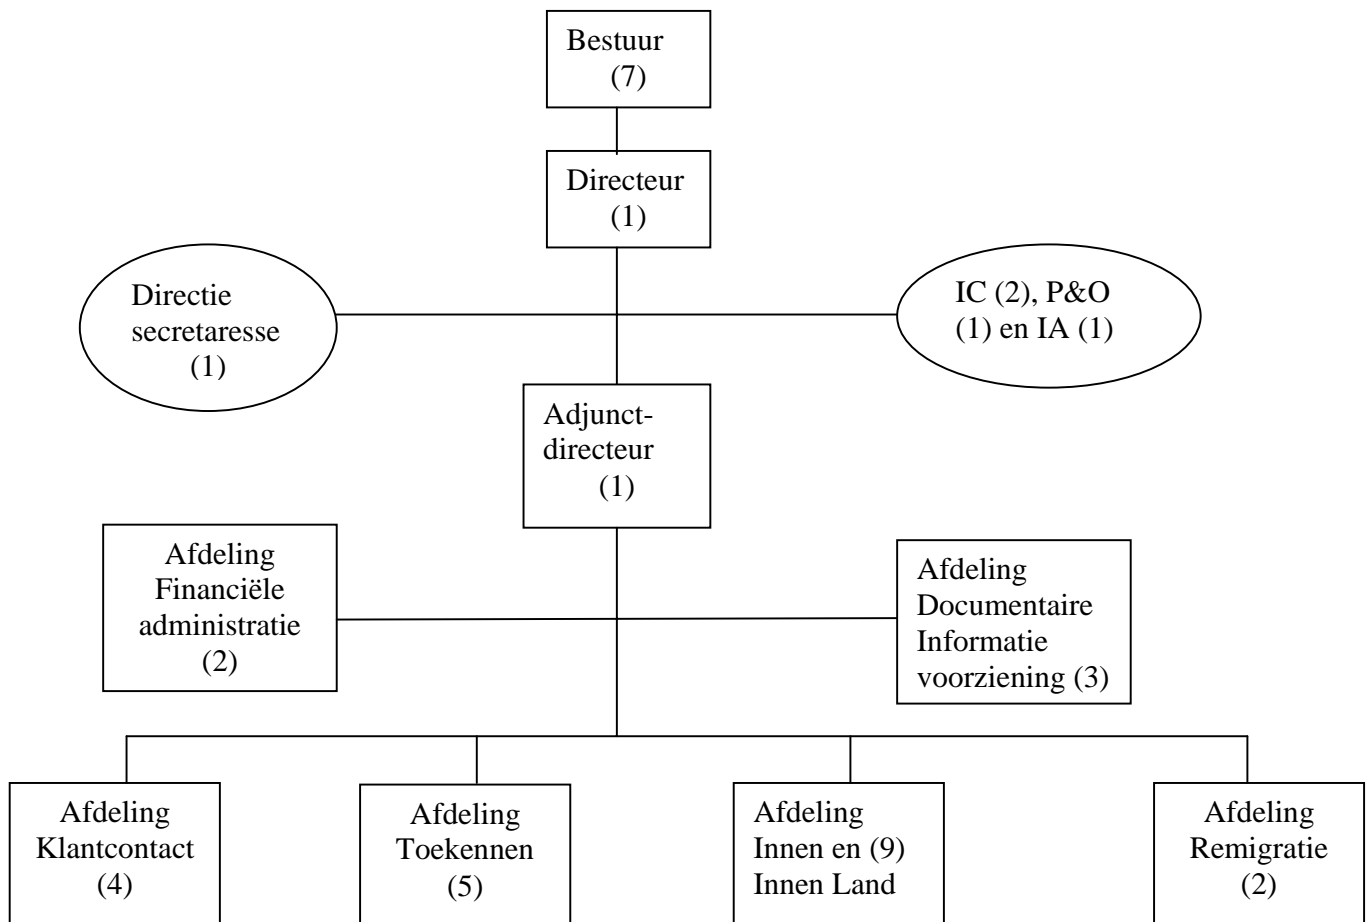 Bestuur
(7)
Directeur
(1)
Directie
secretaresse
(1)
IC (2), P&O
(1) en IA (1)
Adjunct-
directeur
(1)
Afdeling
Financiële
administratie
(2)
Afdeling
Documentaire
Informatie
voorziening (3)
Afdeling
Klantcontact
(4)
Afdeling
Toekennen
(5)
Afdeling
Innen en (9)
Innen Land
Afdeling
Remigratie
(2)